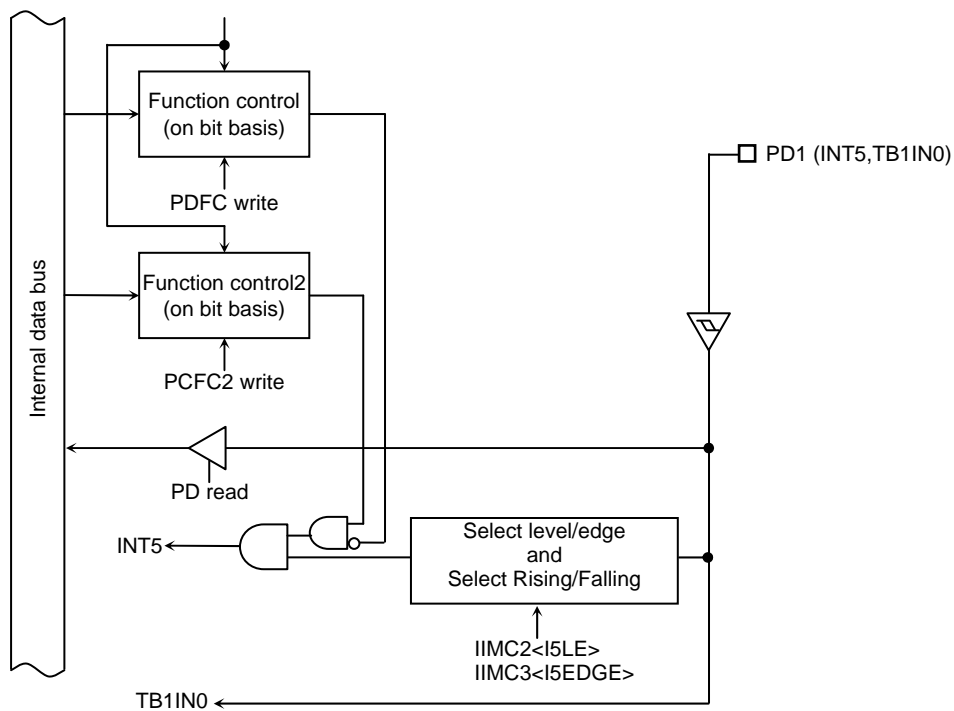 Function control
(on bit basis)
PD1 (INT5,TB1IN0)
PDFC write
Function control2
(on bit basis)
Internal data bus
PCFC2 write
PD read
Select level/edge
and
Select Rising/Falling
INT5
IIMC2<I5LE>
IIMC3<I5EDGE>
TB1IN0